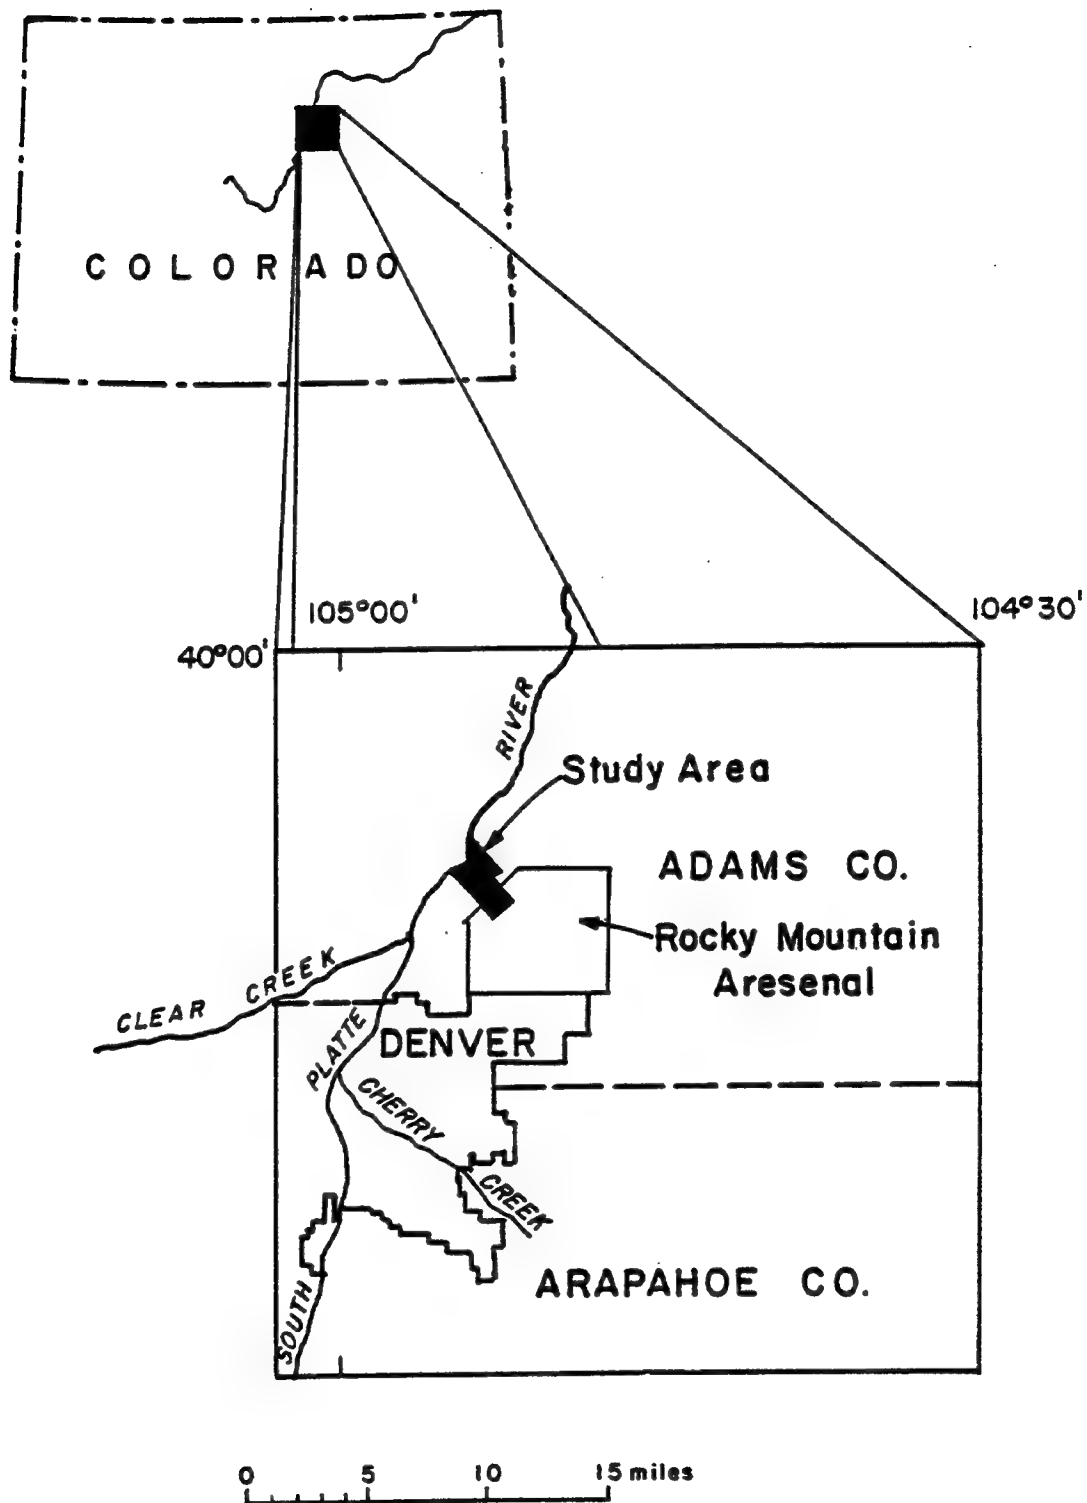 COLORADO
105°00'
104°30'
40°00'
RIVER
Study Area
ADAMS CO.
Rocky Mountain
Aresenal
CLEAR CREEK
PLATTE
DENVER
CHERRY
CREEK
SOUTH
ARAPAHOE CO.
0 5 10 15 miles